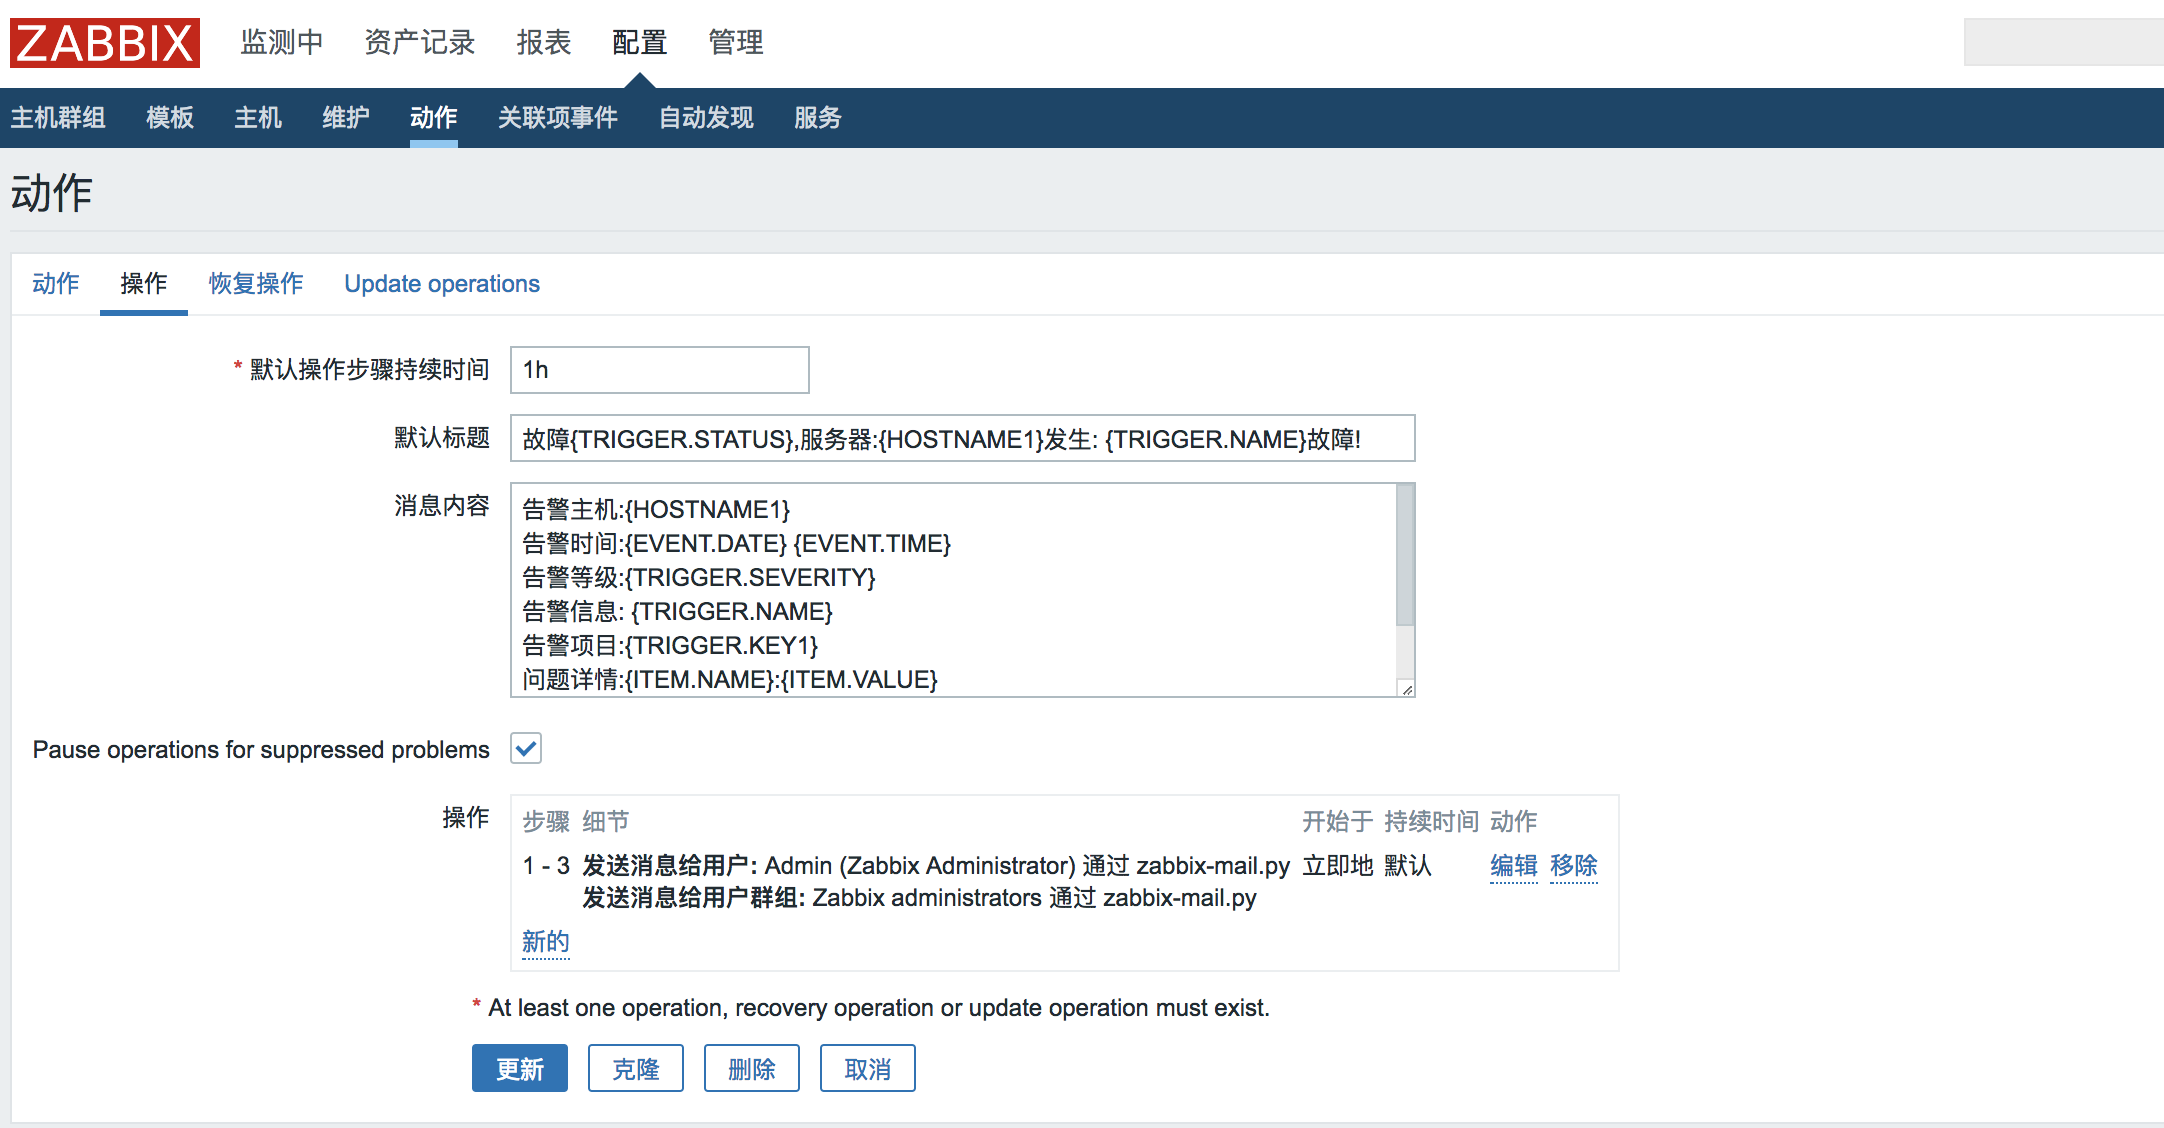 ZABBIX 监测中 资产记录 报表 配置 管理
主机群组 模板 主机 维护 动作 关联项事件 自动发现 服务
动作
动作 操作 恢复操作 Update operations
* 默认操作步骤持续时间 1h
默认标题 故障{TRIGGER.STATUS},服务器:{HOSTNAME1}发生: {TRIGGER.NAME}故障!
消息内容 告警主机:{HOSTNAME1}
告警时间:{EVENT.DATE} {EVENT.TIME}
告警等级:{TRIGGER.SEVERITY}
告警信息: {TRIGGER.NAME}
告警项目:{TRIGGER.KEY1}
问题详情:{ITEM.NAME}:{ITEM.VALUE}
Pause operations for suppressed problems
操作 步骤 细节 开始于 持续时间 动作
1 - 3 发送消息给用户: Admin (Zabbix Administrator) 通过 zabbix-mail.py 立即地 默认 编辑 移除
发送消息给用户群组: Zabbix administrators 通过 zabbix-mail.py
新的
* At least one operation, recovery operation or update operation must exist.
更新 克隆 删除 取消